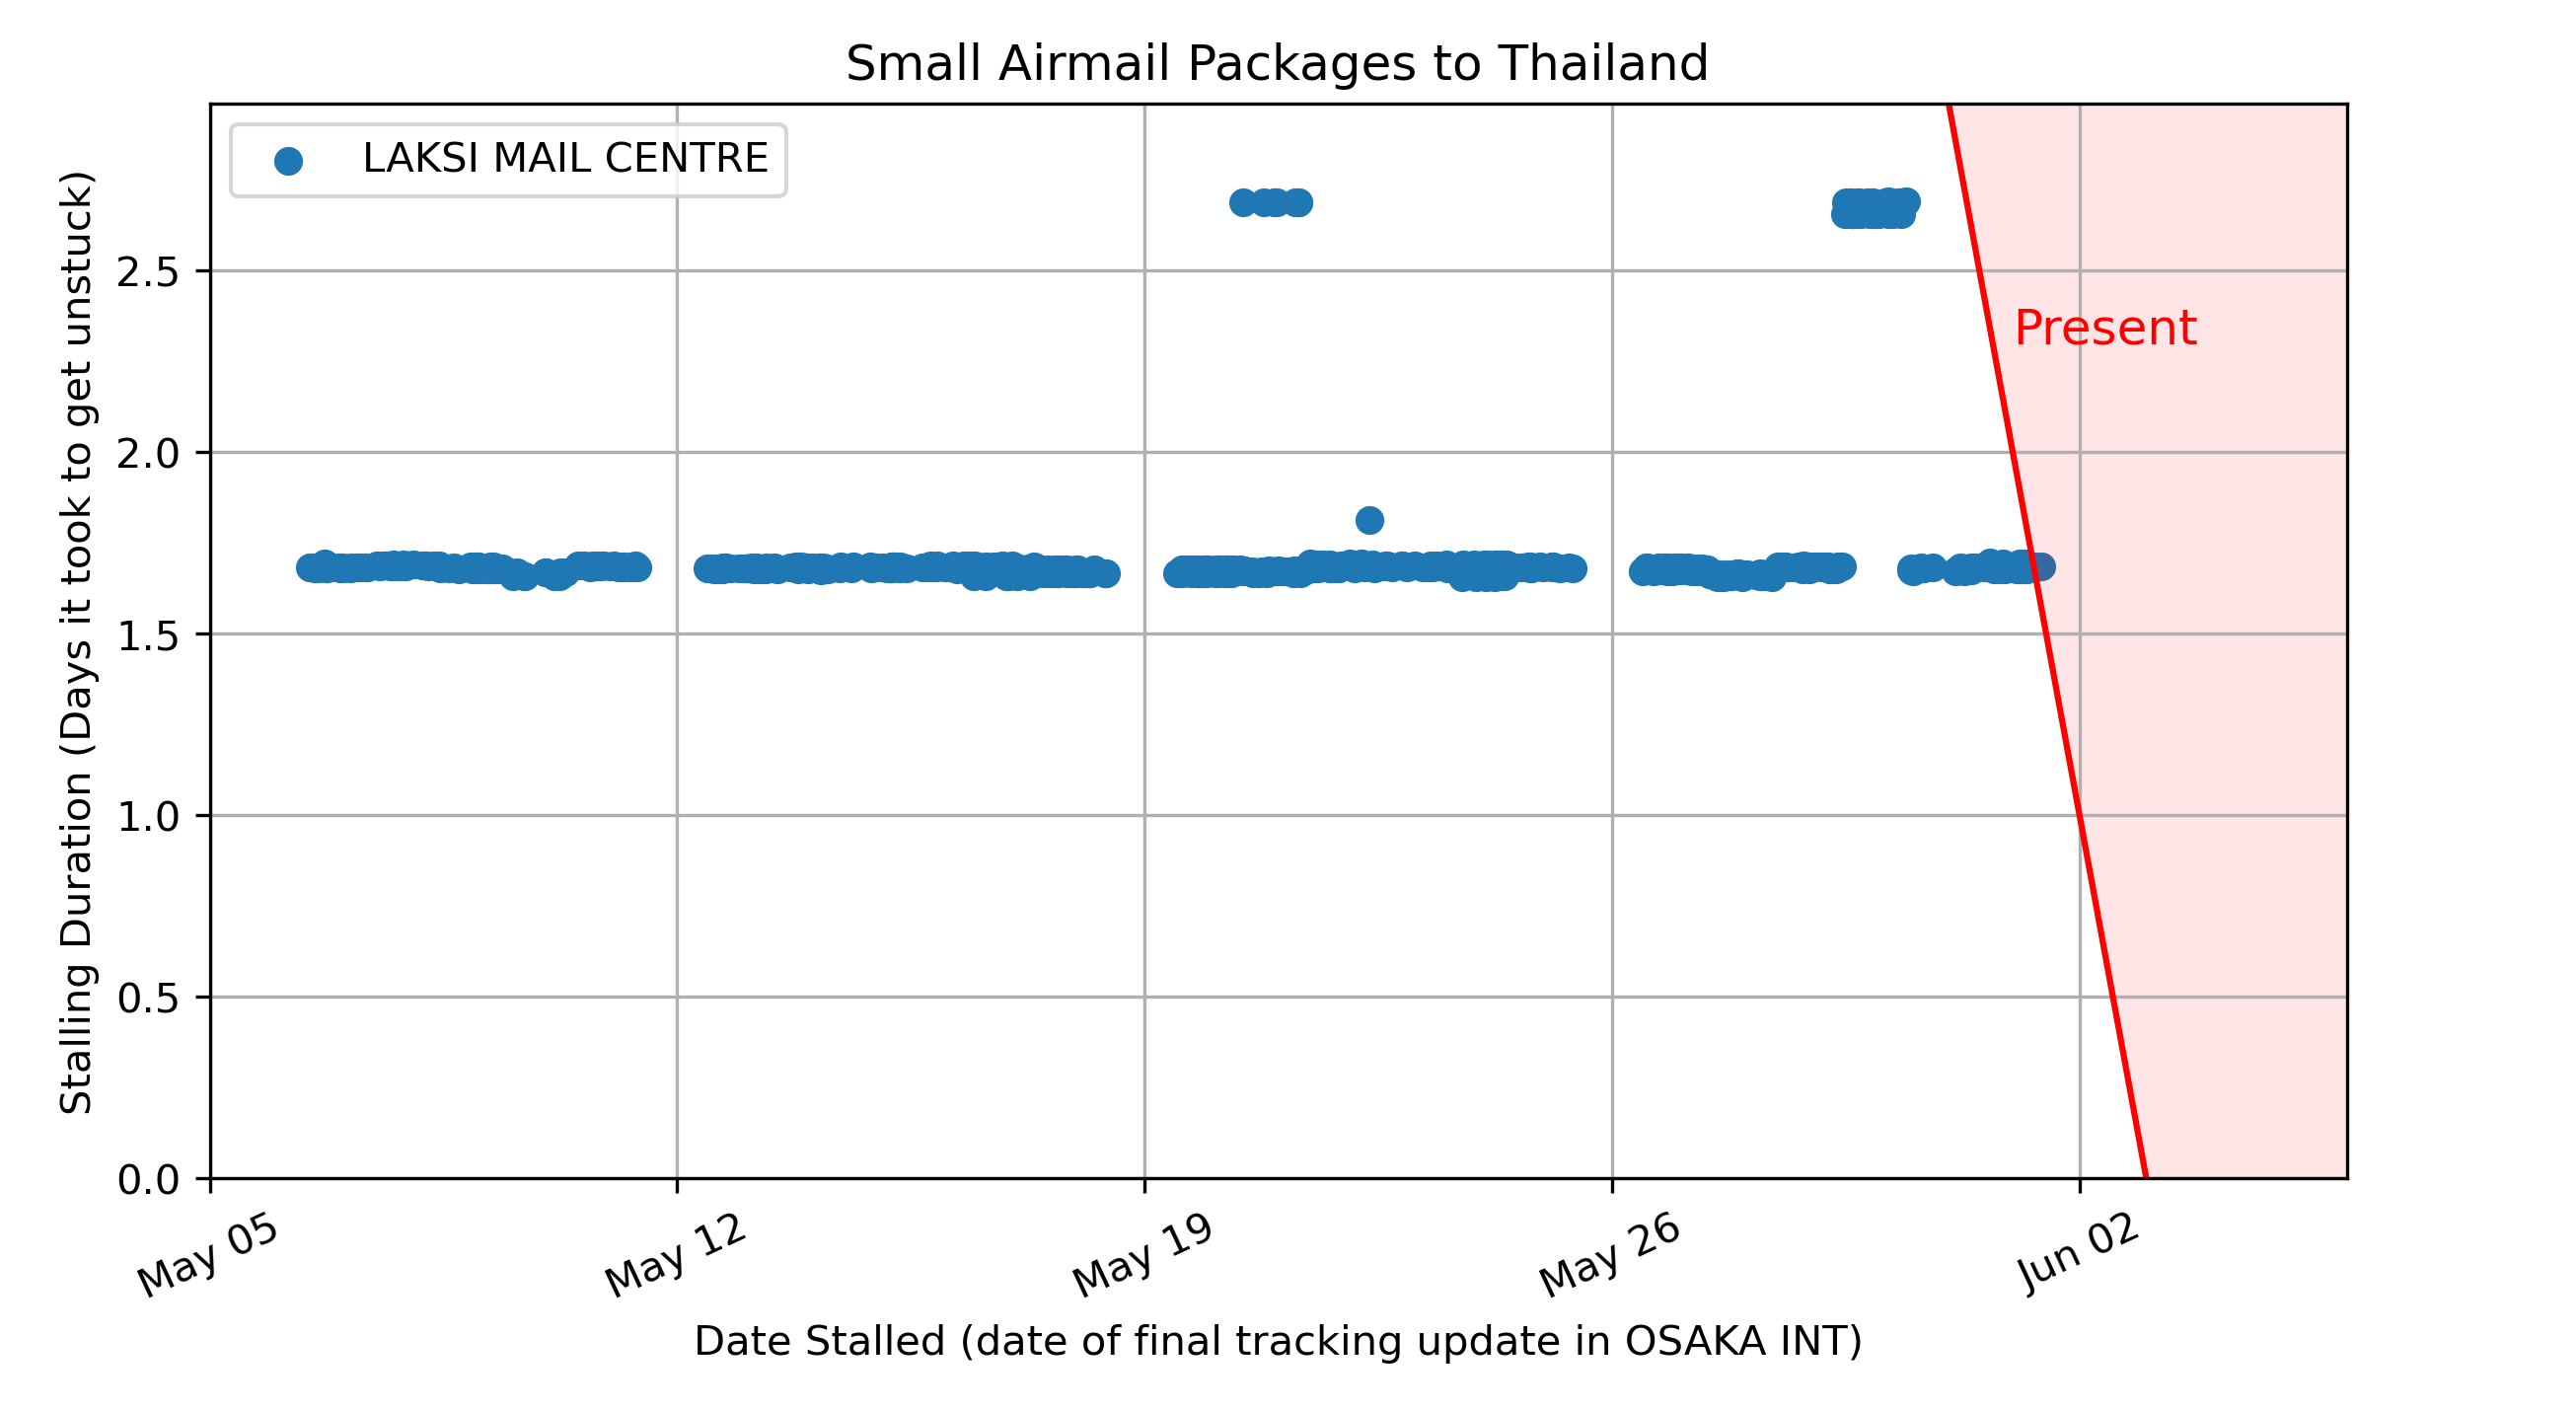 Small Airmail Packages to Thailand
LAKSI MAIL CENTRE
Present
Stalling Duration (Days it took to get unstuck)
2.5
2.0
1.5
1.0
0.5
0.0
May 05
May 12
May 19
May 26
Jun 02
Date Stalled (date of final tracking update in OSAKA INT)